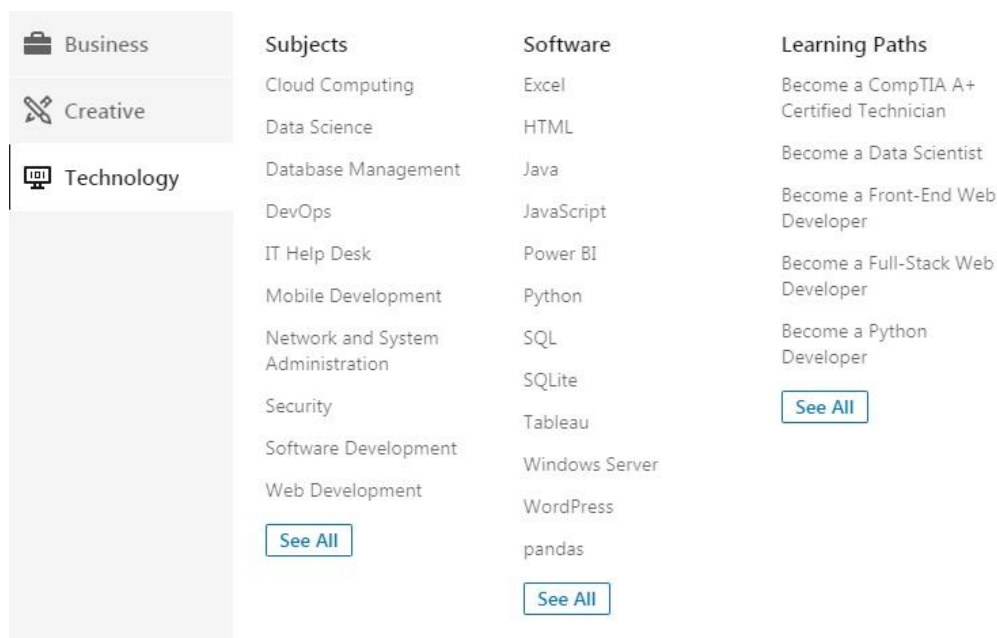 Business
Creative
Technology
Subjects
Cloud Computing
Data Science
Database Management
DevOps
IT Help Desk
Mobile Development
Network and System
Administration
Security
Software Development
Web Development
See All
Software
Excel
HTML
Java
JavaScript
Power BI
Python
SQL
SQLite
Tableau
Windows Server
WordPress
pandas
See All
Learning Paths
Become a CompTIA A+
Certified Technician
Become a Data Scientist
Become a Front-End Web
Developer
Become a Full-Stack Web
Developer
Become a Python
Developer
See All